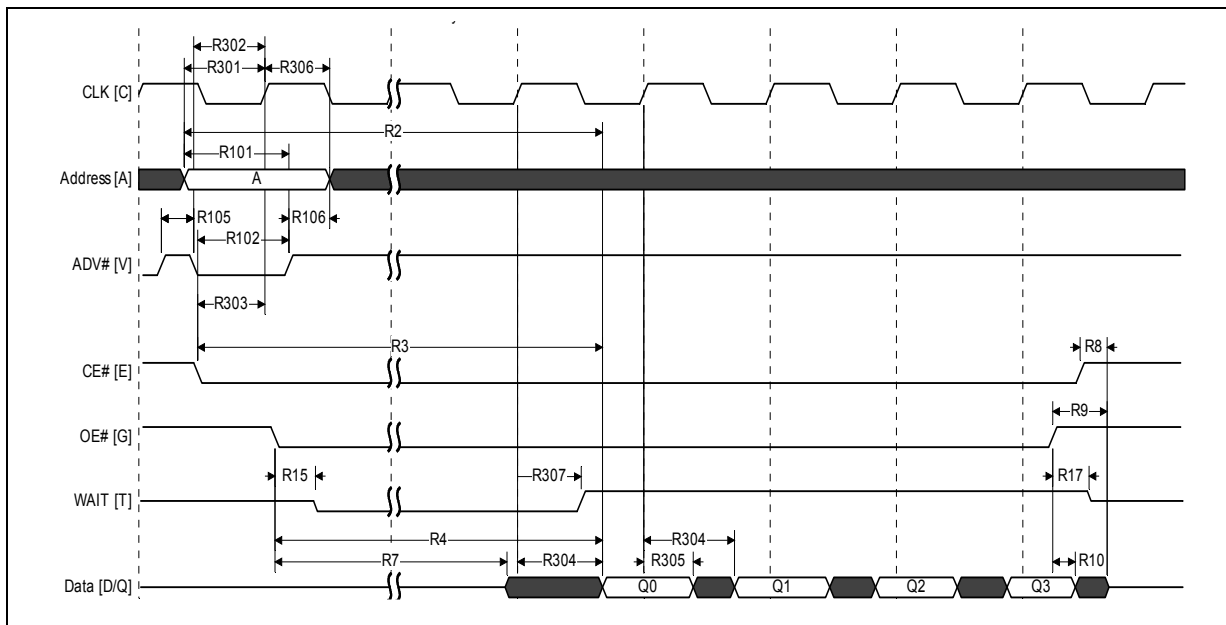 R302
R301 R306
CLK [C]
R2
R101
Address [A] A
R105 R106
R102
ADV# [V]
R303
R3
CE# [E] R8
R9
OE# [G]
R15 R307 R17
WAIT [T]
R4 R304
R7 R304 R305 R10
Data [D/Q] Q0 Q1 Q2 Q3